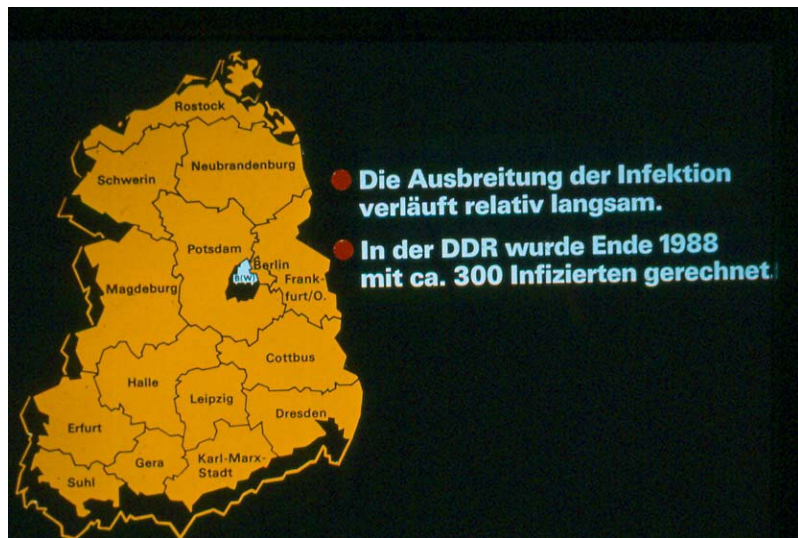 Rostock
Neubrandenburg
Schwerin
Potsdam
Berlin
Frank-
furt/O.
Magdeburg
Cottbus
Halle
Leipzig
Dresden
Erfurt
Gera
Karl-Marx-
Stadt
Suhl
Die Ausbreitung der Infektion
verläuft relativ langsam.
In der DDR wurde Ende 1988
mit ca. 300 Infizierten gerechnet.